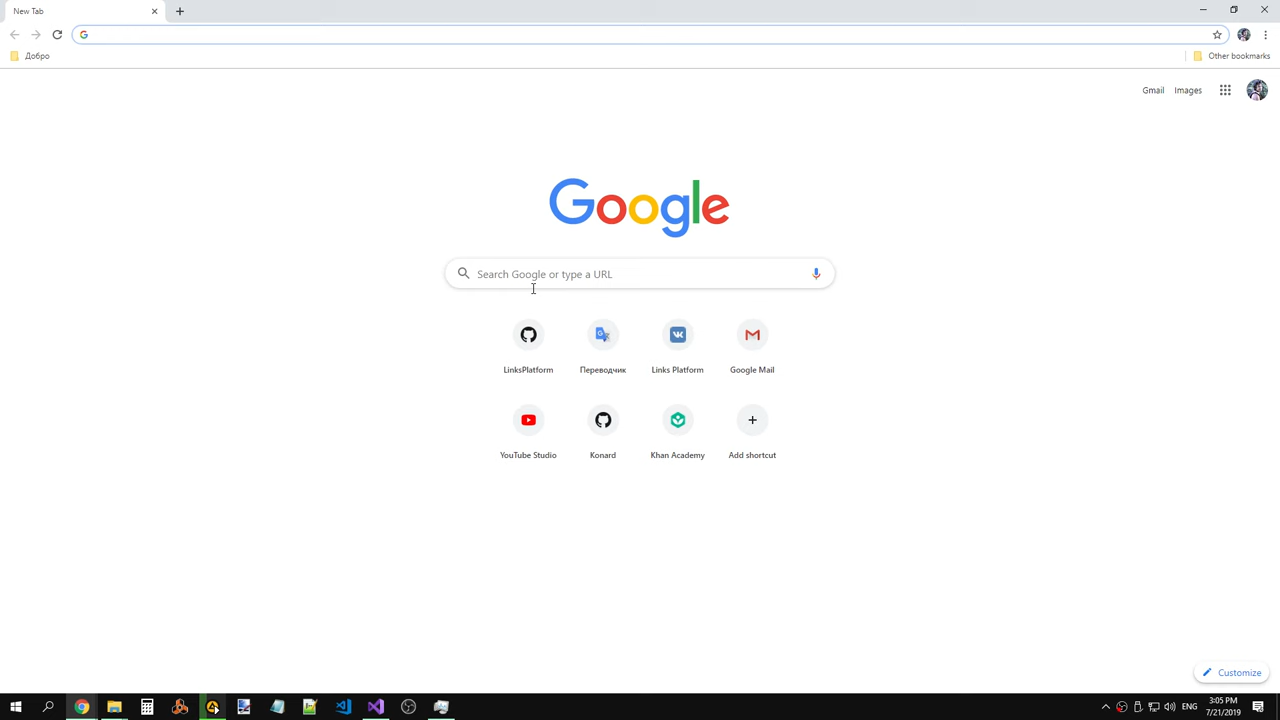 New Tab
Добро
Other bookmarks
Gmail Images
Google
Search Google or type a URL
LinksPlatform Переводчик Links Platform Google Mail
YouTube Studio Konard Khan Academy Add shortcut
Customize
ENG
3:05 PM
7/21/2019